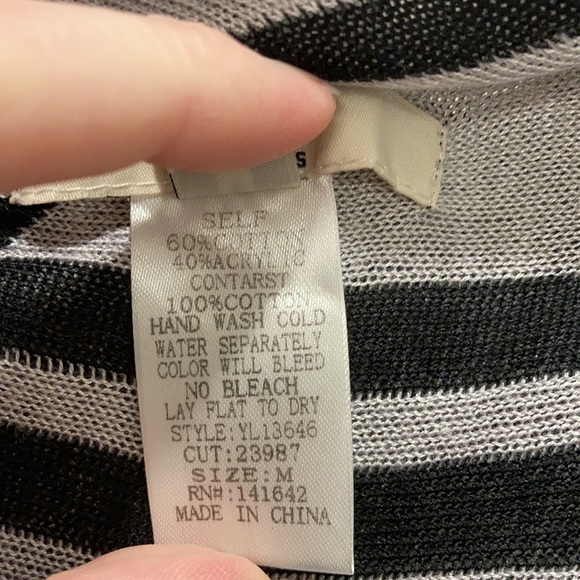 S
SELF
60%COTTON
40%ACRYLIC
CONTARST
100%COTTON
HAND WASH COLD
WATER SEPARATELY
COLOR WILL BLEED
NO BLEACH
LAY FLAT TO DRY
STYLE:YL13646
CUT:23987
SIZE:M
RN#:141642
MADE IN CHINA